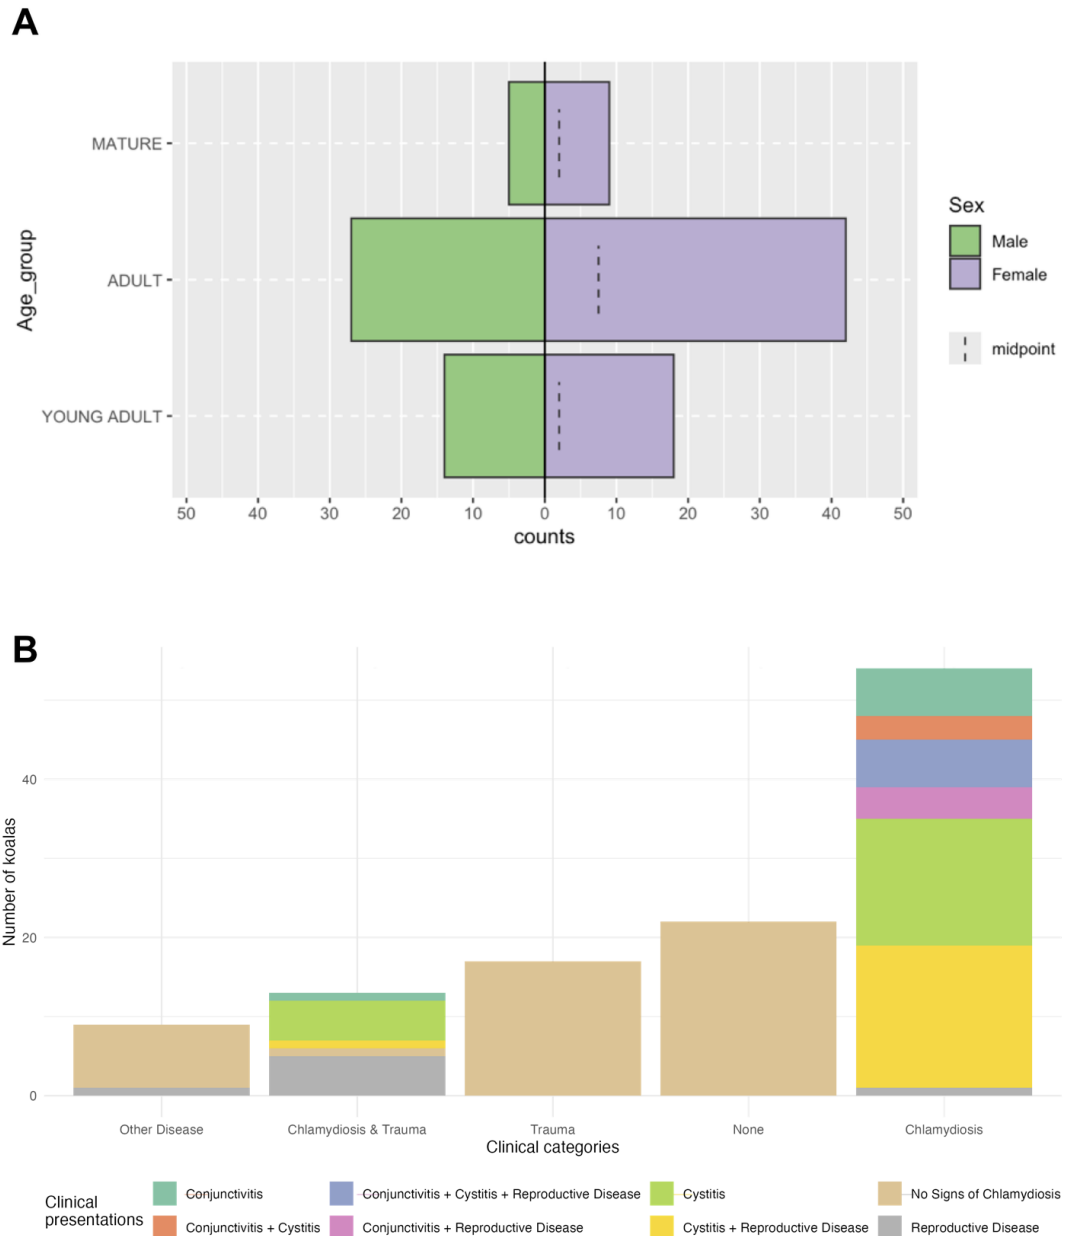 A
MATURE
ADULT
YOUNG ADULT
Age_group
50 40 30 20 10 0 10 20 30 40 50
counts
Sex
Male
Female
midpoint
B
Number of koalas
40
20
0
Other Disease Chlamydiosis & Trauma Trauma None Chlamydiosis
Clinical categories
Clinical
presentations
Conjunctivitis Conjunctivitis + Cystitis + Reproductive Disease Cystitis No Signs of Chlamydiosis
Conjunctivitis + Cystitis Conjunctivitis + Reproductive Disease Cystitis + Reproductive Disease Reproductive Disease